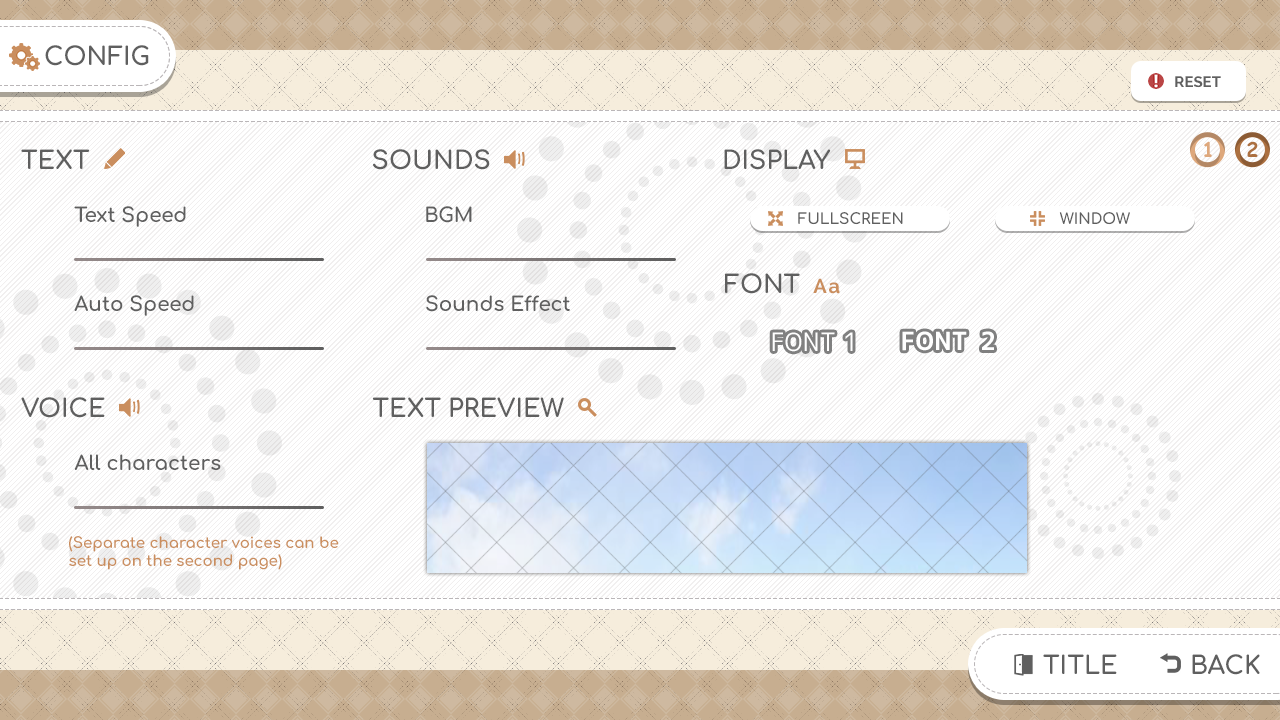 CONFIG
RESET
1 2
TEXT
Text Speed
Auto Speed
SOUNDS
BGM
Sounds Effect
DISPLAY
FULLSCREEN
WINDOW
FONT Aa
FONT 1
FONT 2
VOICE
All characters
(Separate character voices can be
set up on the second page)
TEXT PREVIEW
TITLE
BACK